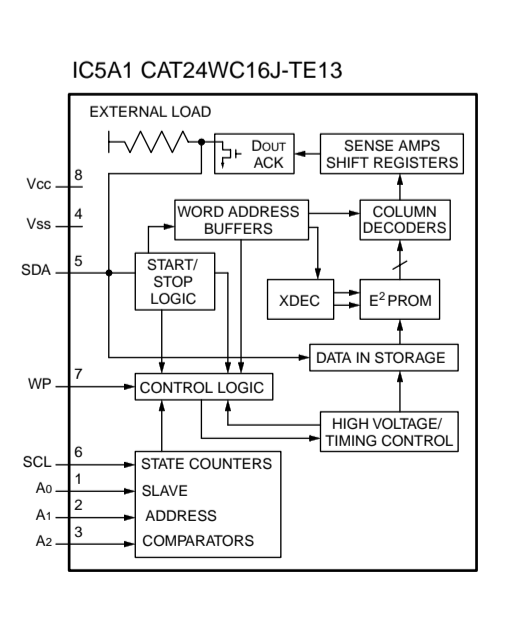 IC5A1 CAT24WC16J-TE13
EXTERNAL LOAD
DOUT
ACK
SENSE AMPS
SHIFT REGISTERS
Vcc 8
Vss 4
SDA 5
WORD ADDRESS
BUFFERS
COLUMN
DECODERS
START/
STOP
LOGIC
XDEC
E2PROM
DATA IN STORAGE
WP 7
CONTROL LOGIC
HIGH VOLTAGE/
TIMING CONTROL
SCL 6
A0 1
A1 2
A2 3
STATE COUNTERS
SLAVE
ADDRESS
COMPARATORS